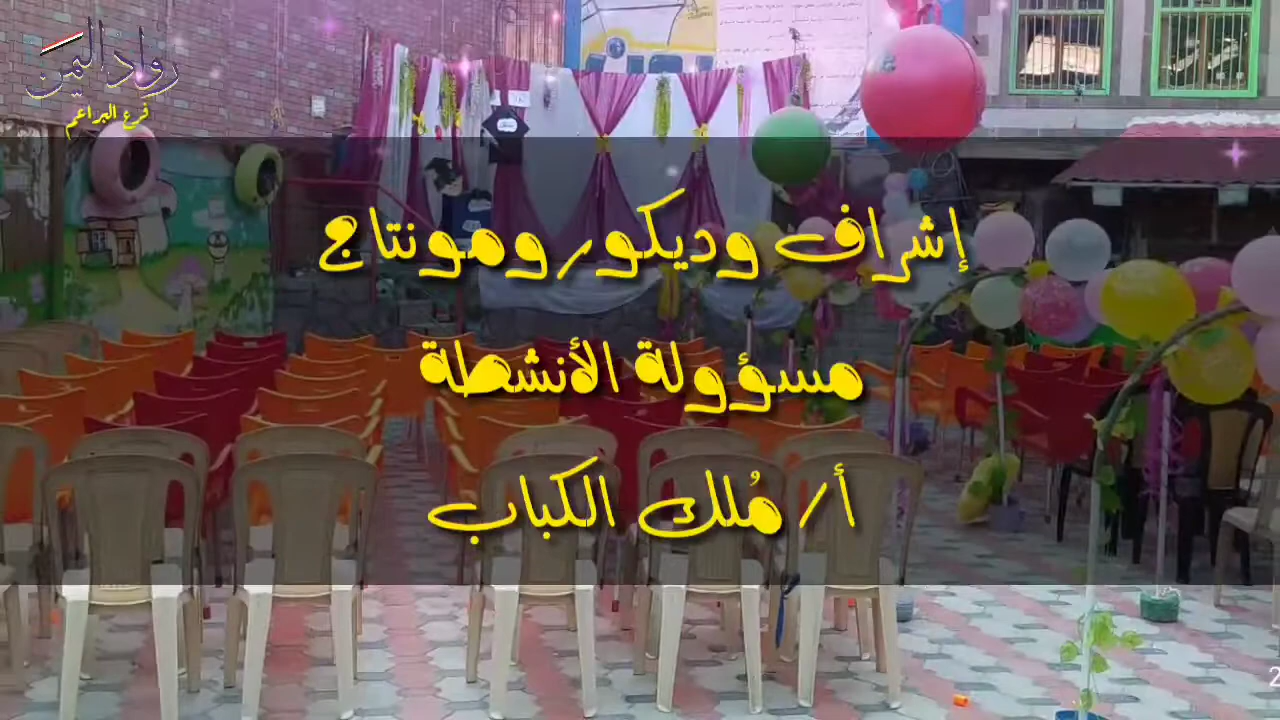 رواد اليمن
فرع البراعم
إشراف وديكور ومونتاج
مسؤولة الأنشطة
أ/ مُلك الكباب